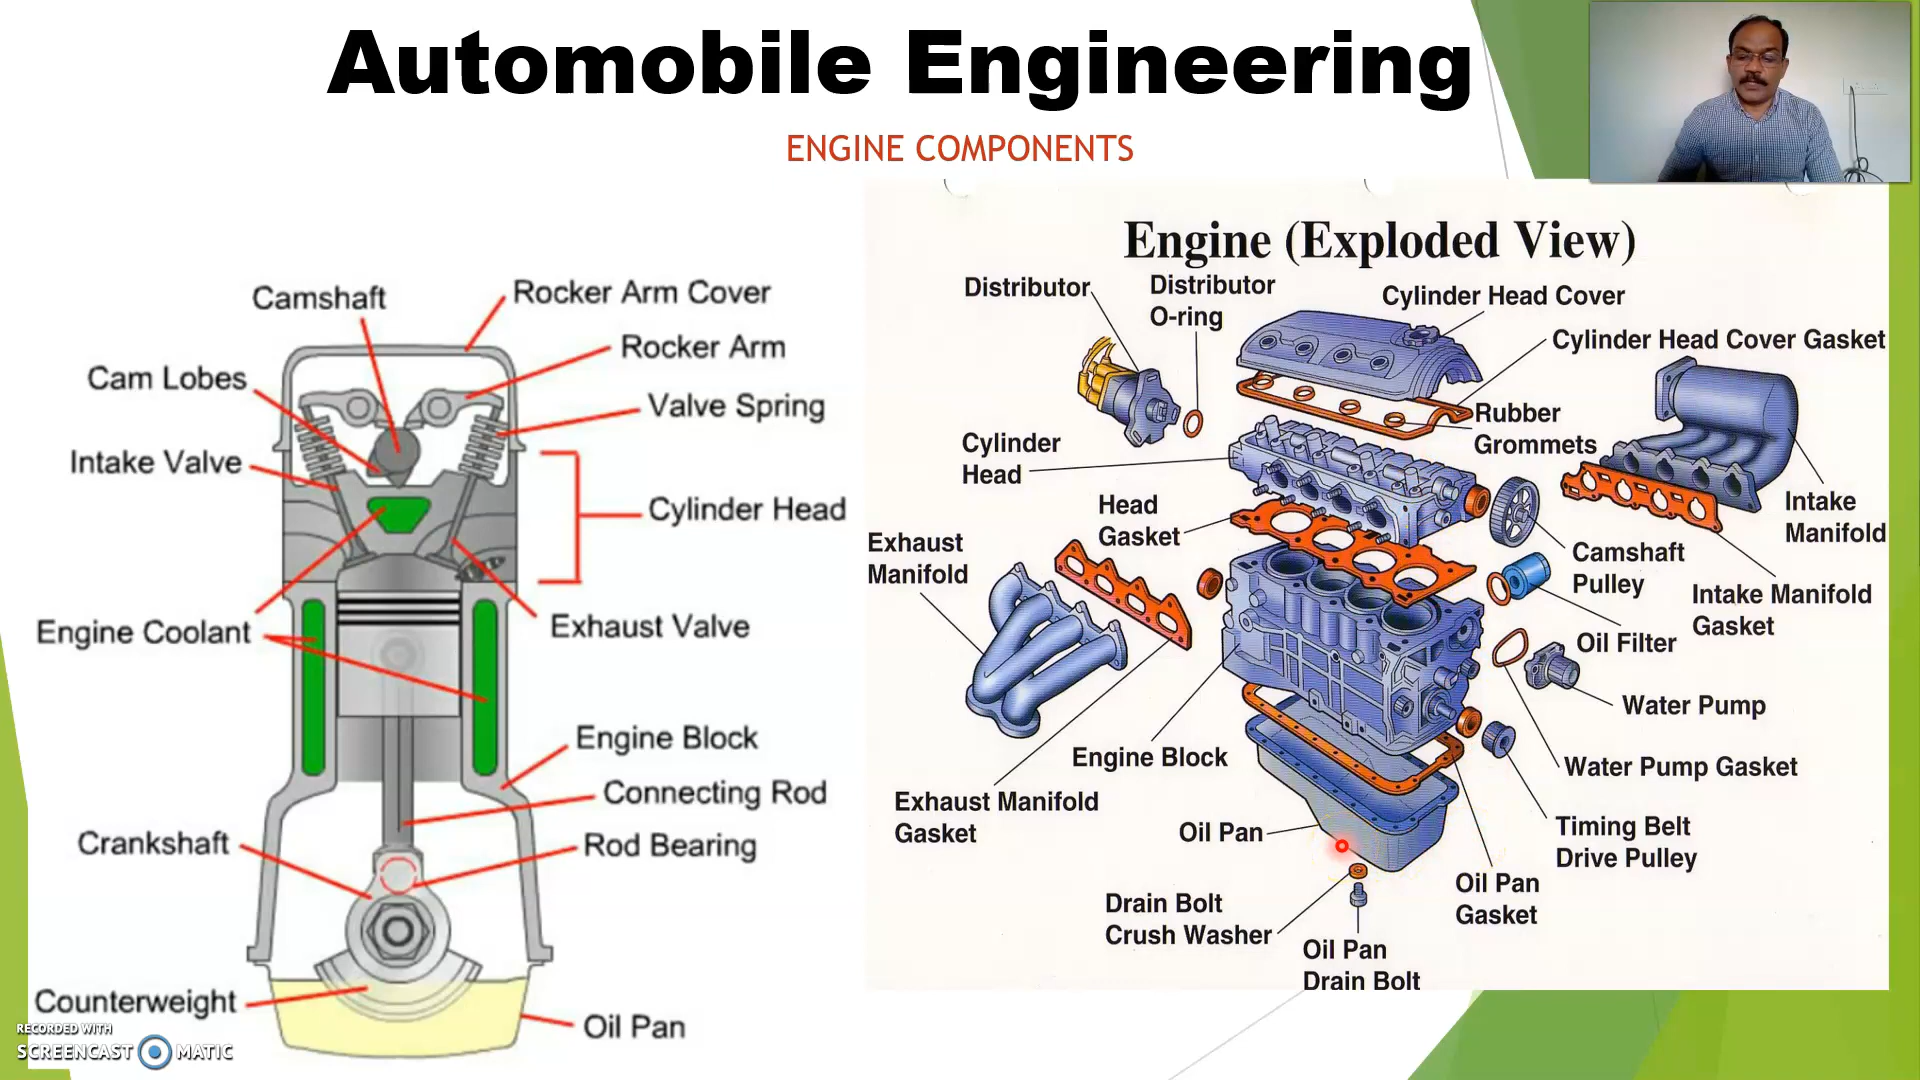 Automobile Engineering
ENGINE COMPONENTS
Camshaft
Rocker Arm Cover
Rocker Arm
Cam Lobes
Valve Spring
Intake Valve
Cylinder Head
Engine Coolant
Exhaust Valve
Engine Block
Connecting Rod
Crankshaft
Rod Bearing
Counterweight
Oil Pan
RECORDED WITH
SCREENCAST MATIC
Engine (Exploded View)
Distributor
Distributor
O-ring
Cylinder Head Cover
Cylinder Head Cover Gasket
Rubber
Grommets
Cylinder
Head
Head
Gasket
Intake
Manifold
Exhaust
Manifold
Camshaft
Pulley
Intake Manifold
Gasket
Oil Filter
Water Pump
Engine Block
Water Pump Gasket
Exhaust Manifold
Gasket
Oil Pan
Timing Belt
Drive Pulley
Oil Pan
Gasket
Drain Bolt
Crush Washer
Oil Pan
Drain Bolt